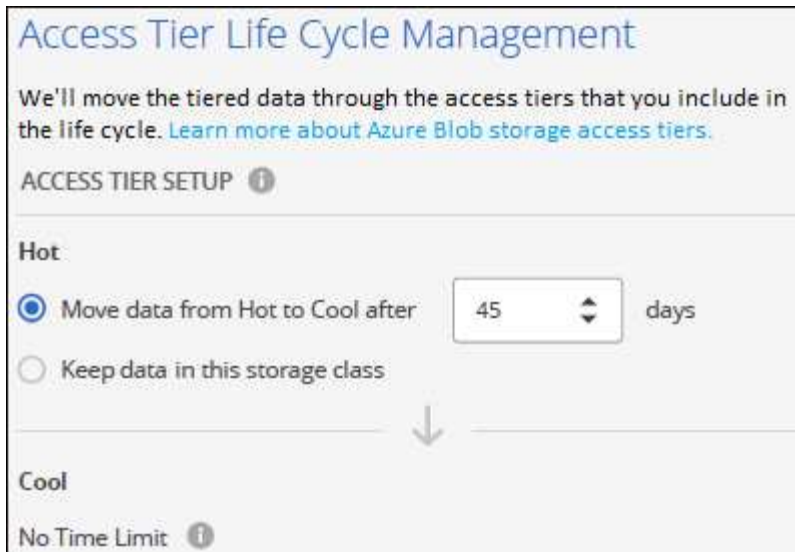 Access Tier Life Cycle Management
We'll move the tiered data through the access tiers that you include in
the life cycle. Learn more about Azure Blob storage access tiers.
ACCESS TIER SETUP
Hot
Move data from Hot to Cool after 45 days
Keep data in this storage class
Cool
No Time Limit